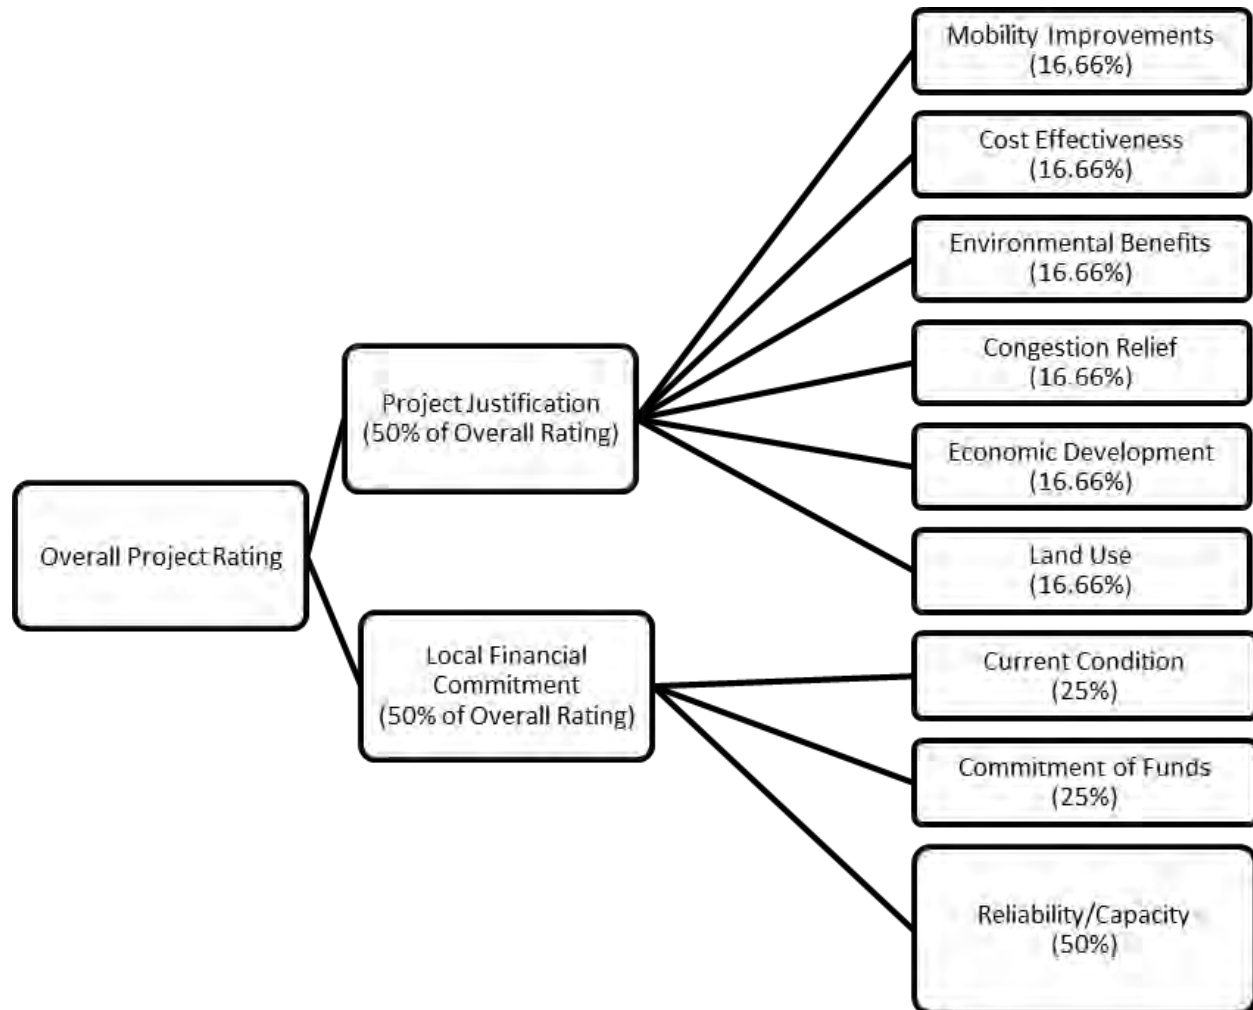 Overall Project Rating
Project Justification
(50% of Overall Rating)
Local Financial
Commitment
(50% of Overall Rating)
Mobility Improvements
(16.66%)
Cost Effectiveness
(16.66%)
Environmental Benefits
(16.66%)
Congestion Relief
(16.66%)
Economic Development
(16.66%)
Land Use
(16.66%)
Current Condition
(25%)
Commitment of Funds
(25%)
Reliability/Capacity
(50%)